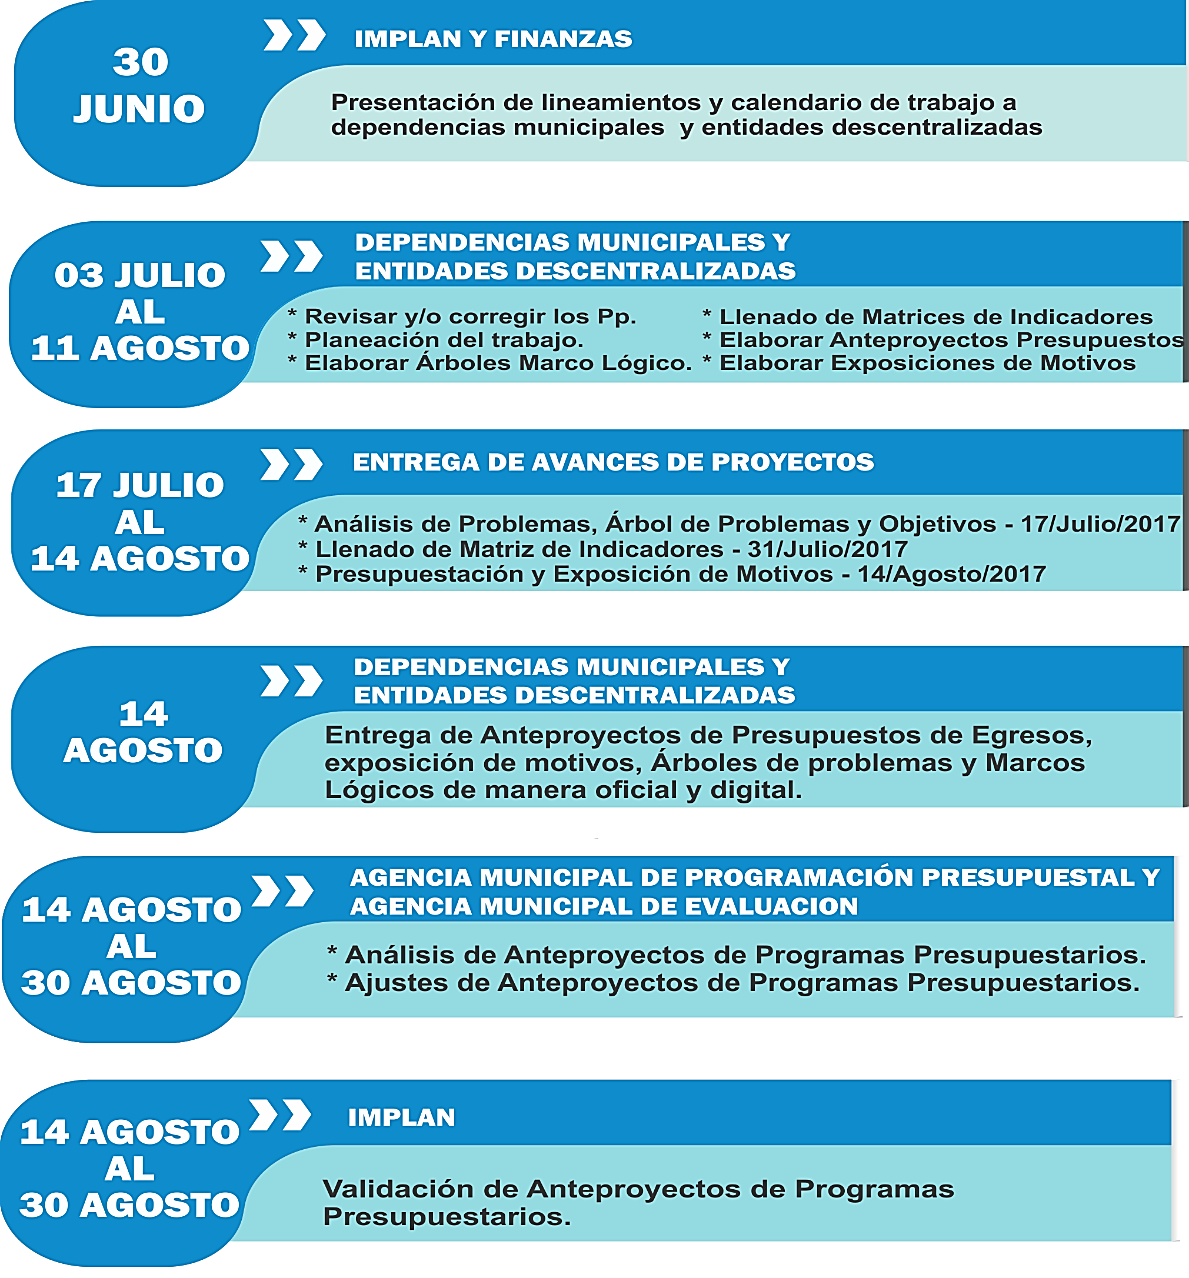 30
JUNIO
IMPLAN Y FINANZAS
Presentación de lineamientos y calendario de trabajo a
dependencias municipales y entidades descentralizadas
03 JULIO
AL
11 AGOSTO
DEPENDENCIAS MUNICIPALES Y
ENTIDADES DESCENTRALIZADAS
* Revisar y/o corregir los Pp.
* Planeación del trabajo.
* Elaborar Árboles Marco Lógico.
* Llenado de Matrices de Indicadores
* Elaborar Anteproyectos Presupuestos
* Elaborar Exposiciones de Motivos
17 JULIO
AL
14 AGOSTO
ENTREGA DE AVANCES DE PROYECTOS
* Análisis de Problemas, Árbol de Problemas y Objetivos - 17/Julio/2017
* Llenado de Matriz de Indicadores - 31/Julio/2017
* Presupuestación y Exposición de Motivos - 14/Agosto/2017
14
AGOSTO
DEPENDENCIAS MUNICIPALES Y
ENTIDADES DESCENTRALIZADAS
Entrega de Anteproyectos de Presupuestos de Egresos,
exposición de motivos, Árboles de problemas y Marcos
Lógicos de manera oficial y digital.
14 AGOSTO
AL
30 AGOSTO
AGENCIA MUNICIPAL DE PROGRAMACIÓN PRESUPUESTAL Y
AGENCIA MUNICIPAL DE EVALUACION
* Análisis de Anteproyectos de Programas Presupuestarios.
* Ajustes de Anteproyectos de Programas Presupuestarios.
14 AGOSTO
AL
30 AGOSTO
IMPLAN
Validación de Anteproyectos de Programas
Presupuestarios.